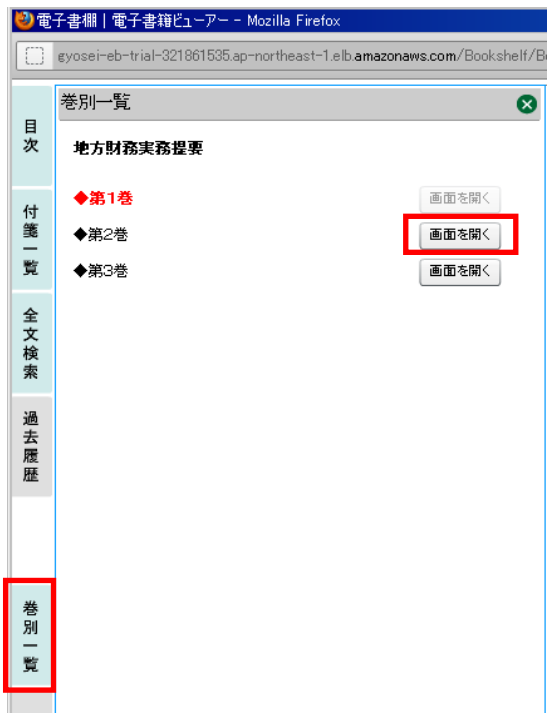 電子書棚 | 電子書籍ビューアー - Mozilla Firefox
gyosei-eb-trial-321861535.ap-northeast-1.elb.amazonaws.com/Bookshelf/B
巻別一覧
地方財務実務提要
◆第1巻 画面を開く
◆第2巻 画面を開く
◆第3巻 画面を開く
目次
付箋一覧
全文検索
過去履歴
巻別一覧